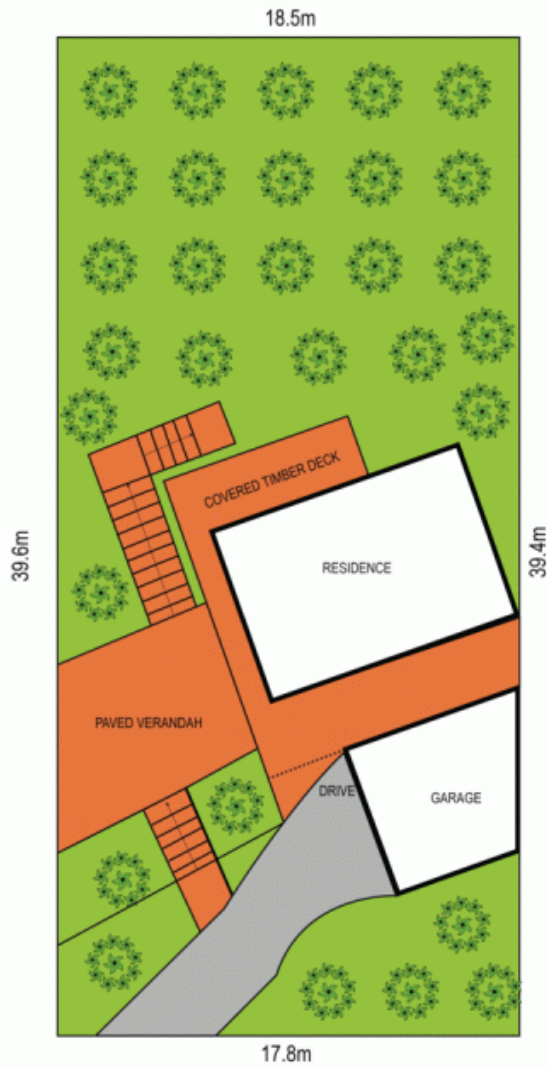 18.5m
COVERED TIMBER DECK
39.6m
39.4m
RESIDENCE
PAVED VERANDAH
DRIVE
GARAGE
17.8m